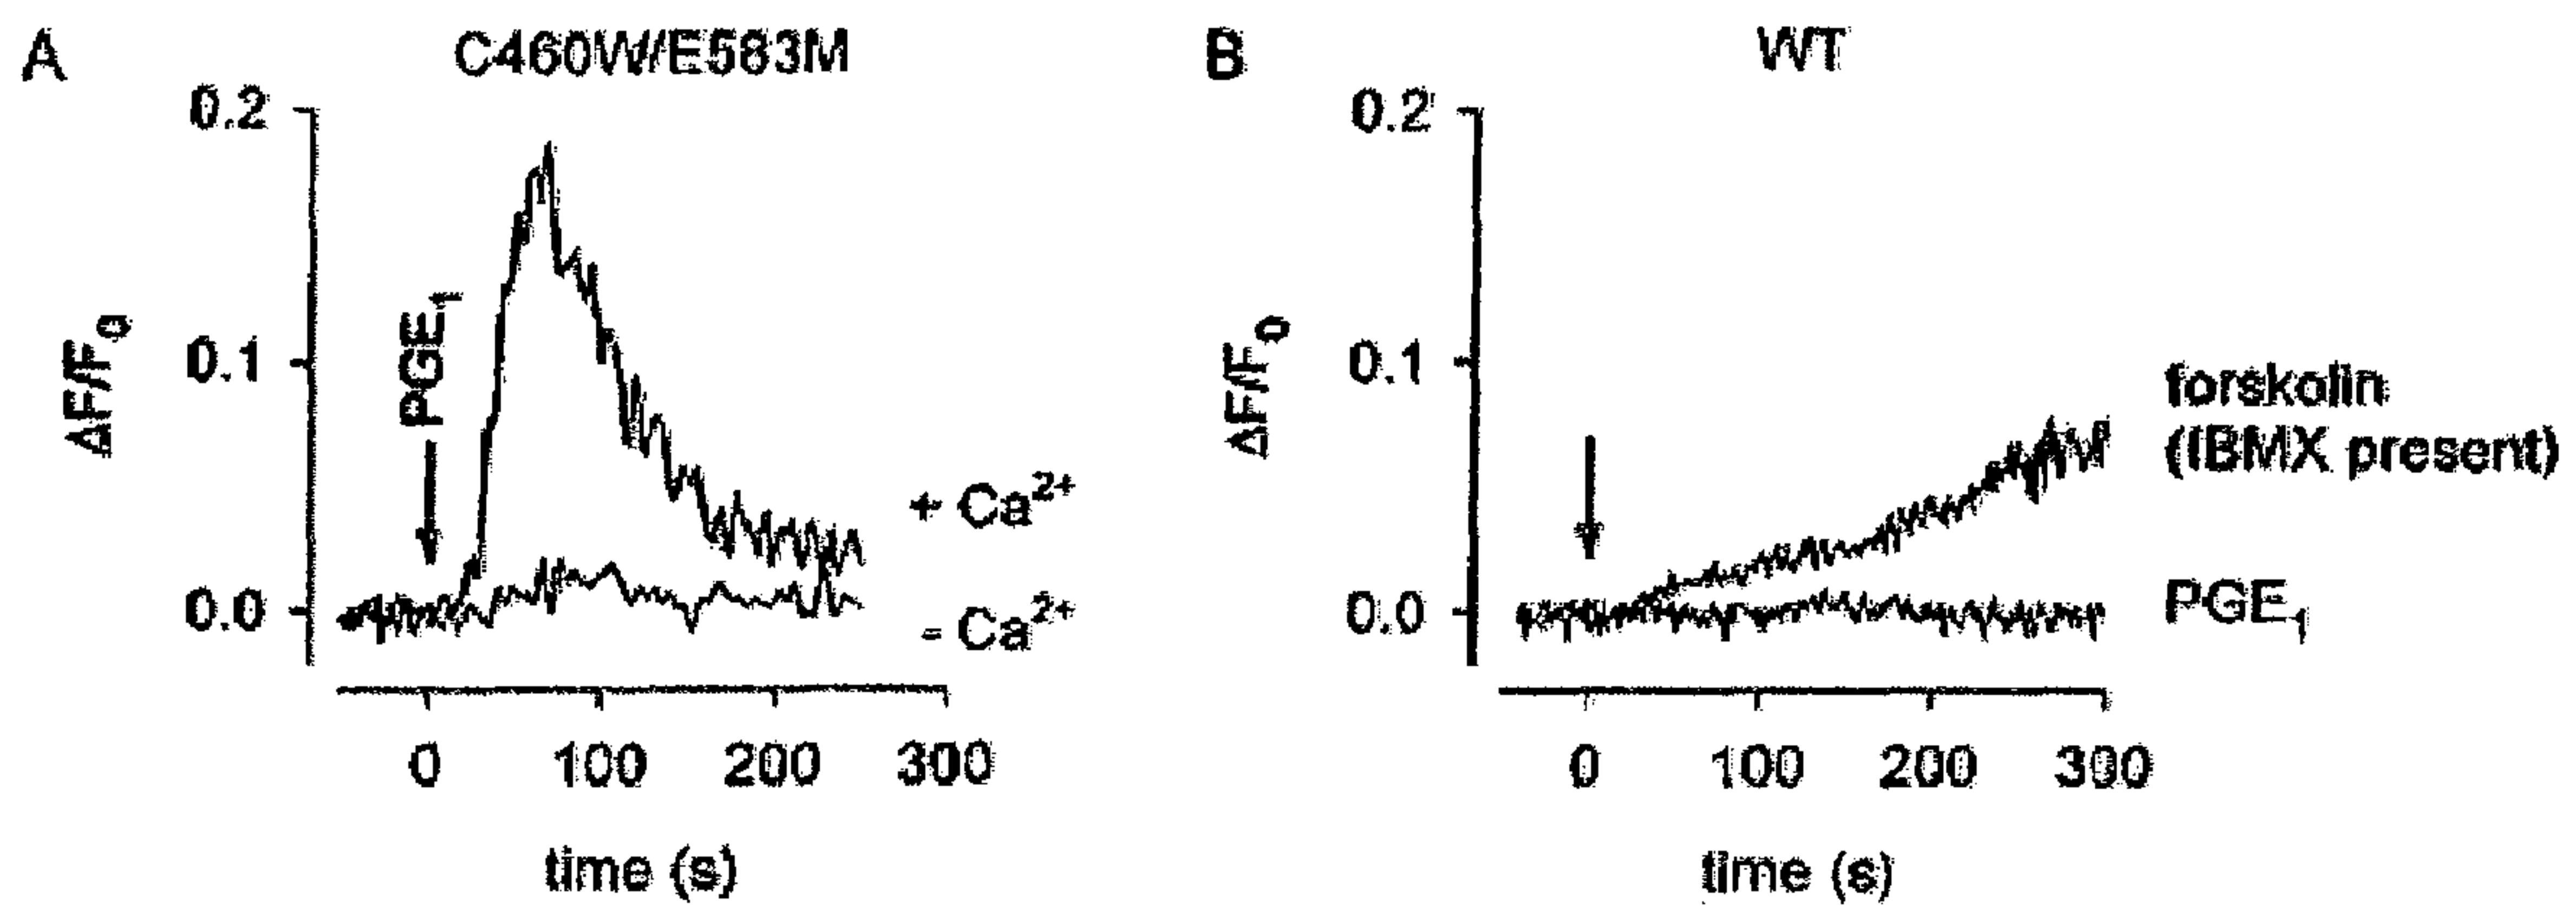 A
C460W/E583M
0.2
0.1
0.0
ΔF/F0
PGE1
+ Ca2+
- Ca2+
0 100 200 300
time (s)
B
WT
0.2
0.1
0.0
ΔF/F0
forskolin
(IBMX present)
PGE1
0 100 200 300
time (s)